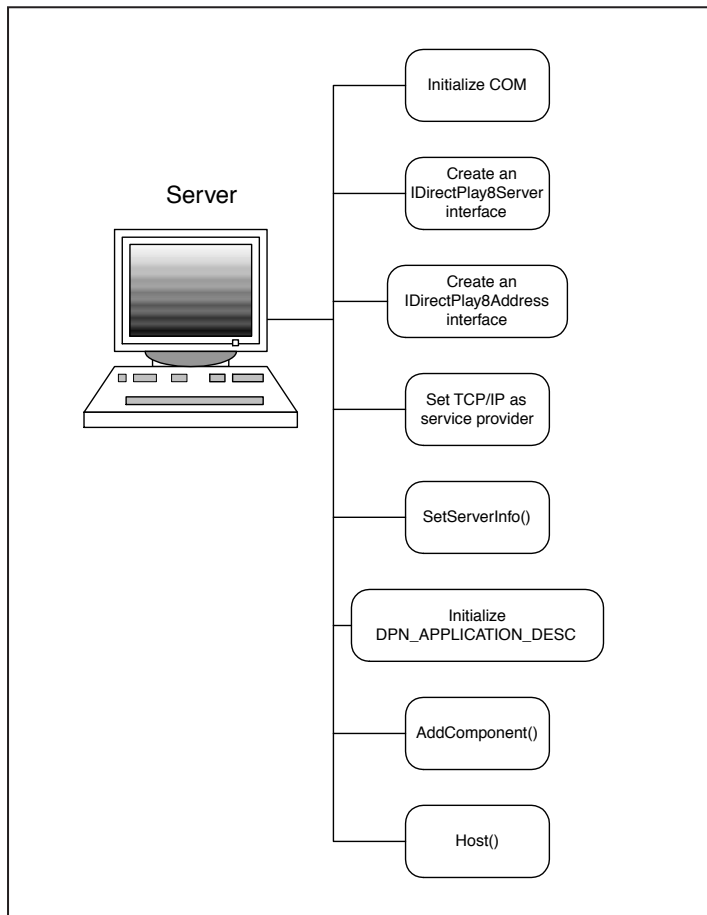 Server
Initialize COM
Create an
IDirectPlay8Server
interface
Create an
IDirectPlay8Address
interface
Set TCP/IP as
service provider
SetServerInfo()
Initialize
DPN_APPLICATION_DESC
AddComponent()
Host()